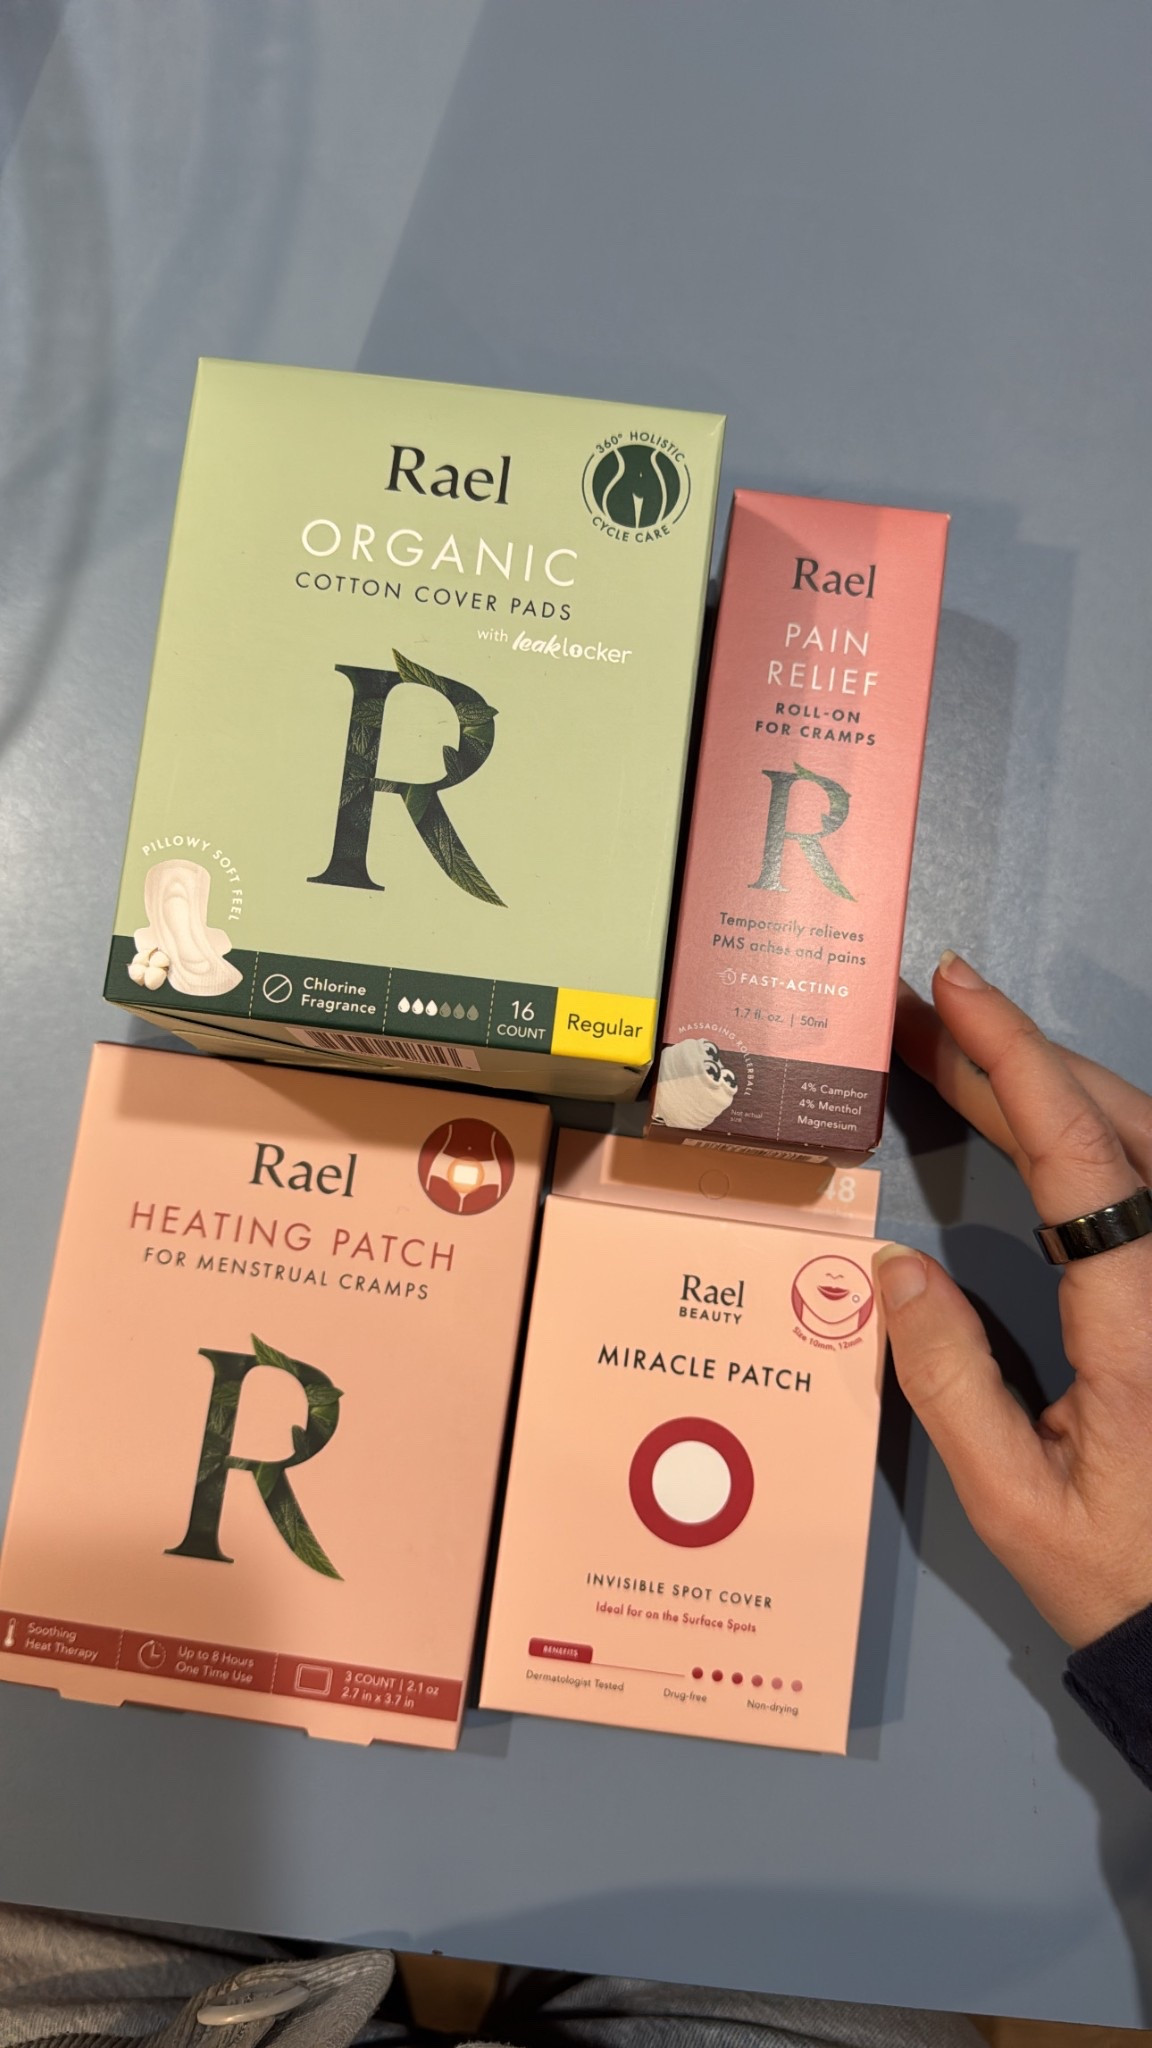 Rael
ORGANIC
COTTON COVER PADS
with leaklocker
360° HOLISTIC
CYCLE CARE
R
PILLOWY SOFT FEEL
Chlorine
Fragrance
16
COUNT
Regular
Rael
PAIN
RELIEF
ROLL-ON
FOR CRAMPS
R
Temporarily relieves
PMS aches and pains
FAST-ACTING
1.7 fl. oz. | 50ml
MASSAGING ROLLERBALL
Not actual
size
4% Camphor
4% Menthol
Magnesium
Rael
HEATING PATCH
FOR MENSTRUAL CRAMPS
R
Soothing
Heat Therapy
Up to 8 Hours
One Time Use
3 COUNT | 2.1 oz
2.7 in x 3.7 in
48
Rael
BEAUTY
Size 10mm, 12mm
MIRACLE PATCH
INVISIBLE SPOT COVER
Ideal for on the Surface Spots
BENEFITS
Dermatologist Tested
Drug-free
Non-drying